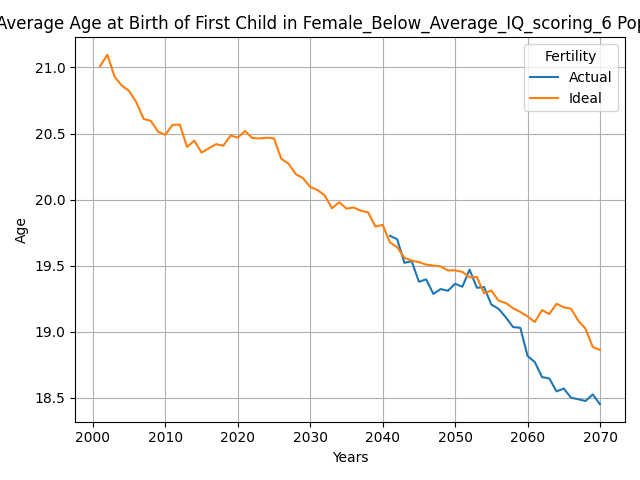 Average Age at Birth of First Child in Female_Below_Average_IQ_scoring_6
Fertility
Actual
Ideal
21.0
20.5
20.0
19.5
19.0
18.5
Age
2000 2010 2020 2030 2040 2050 2060 2070
Years